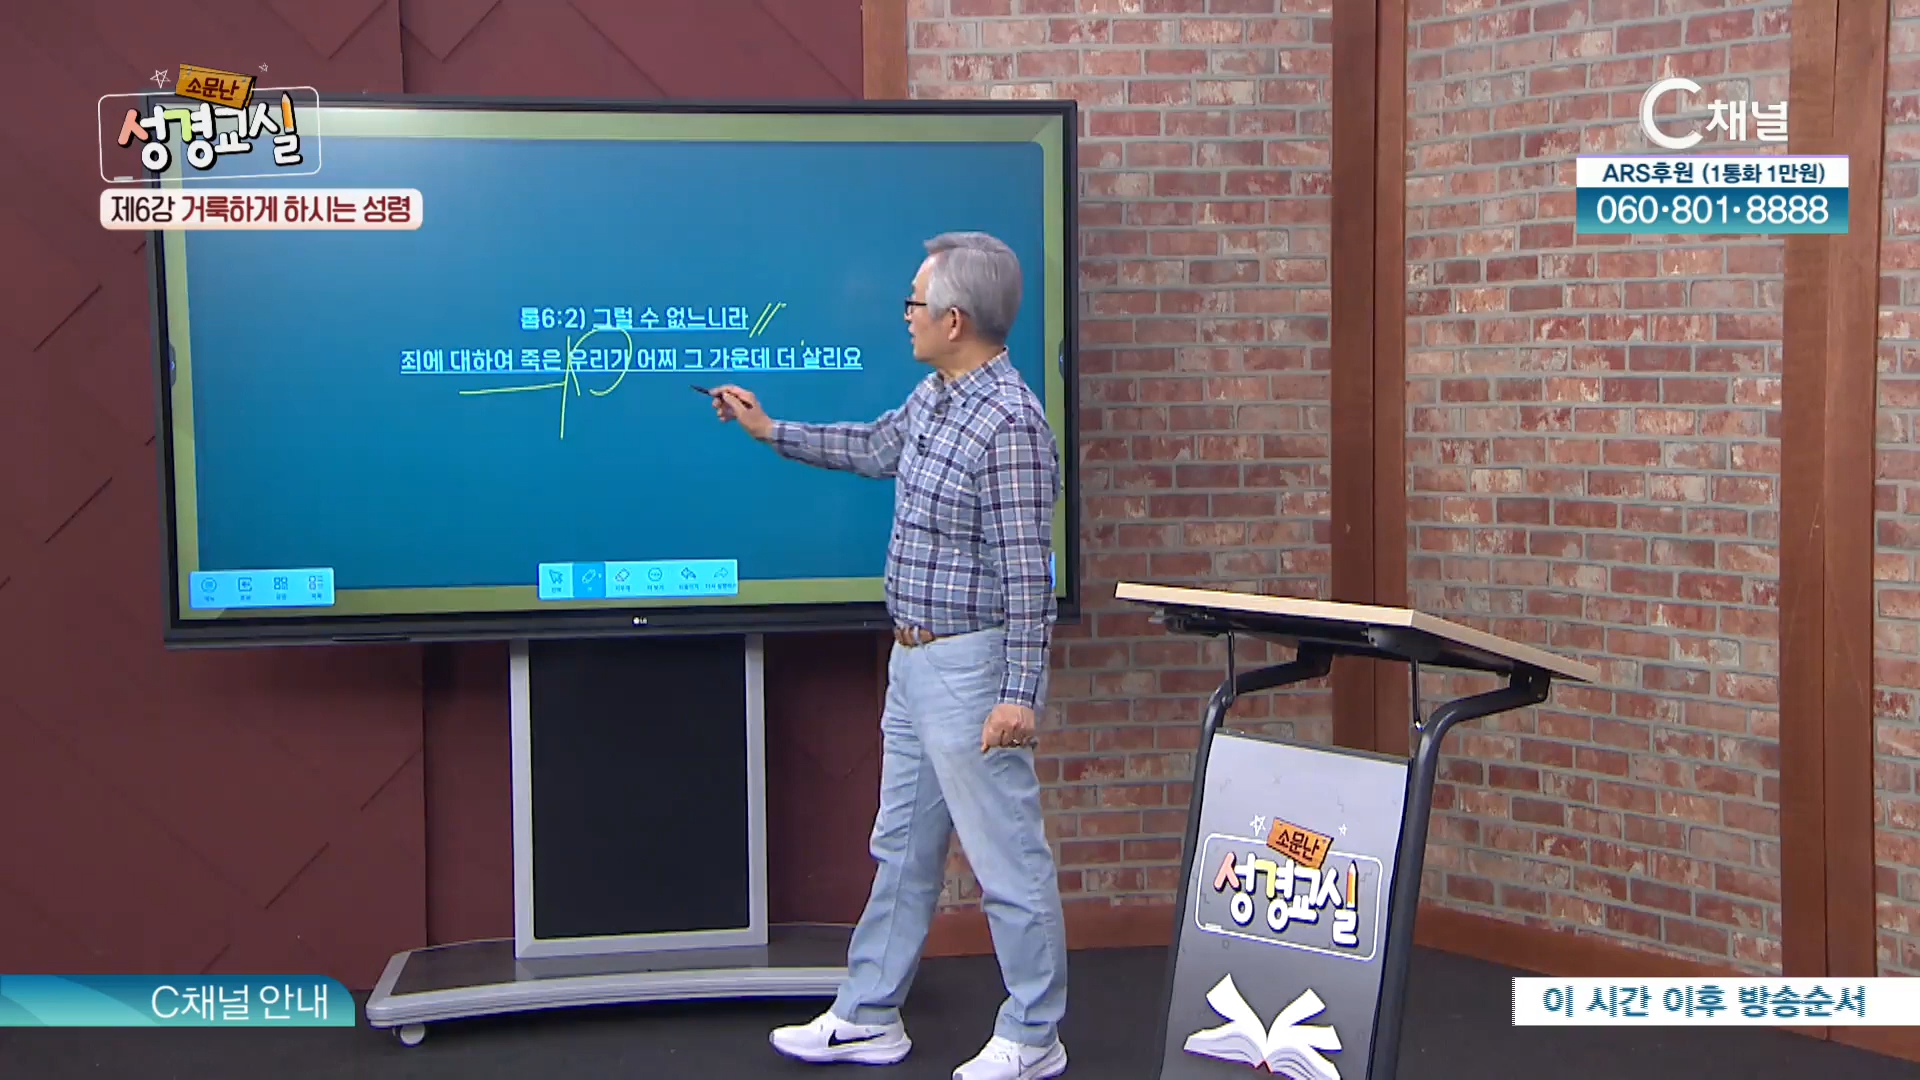 소문난
성경교실
제6강 거룩하게 하시는 성령
C채널
ARS후원 (1통화 1만원)
060·801·8888
롬6:2) 그럴 수 없느니라
죄에 대하여 죽은 우리가 어찌 그 가운데 더 살리요
LG
소문난
성경교실
C채널 안내
이 시간 이후 방송순서